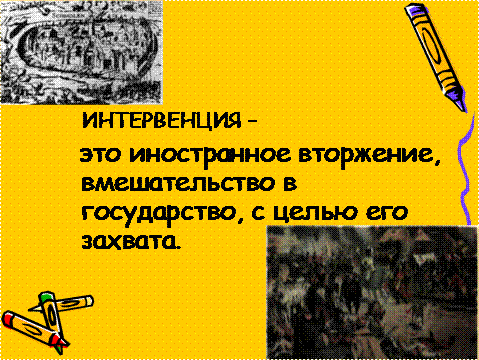 ИНТЕРВЕНЦИЯ –
это иностранное вторжение,
вмешательство в
государство, с целью его
захвата.